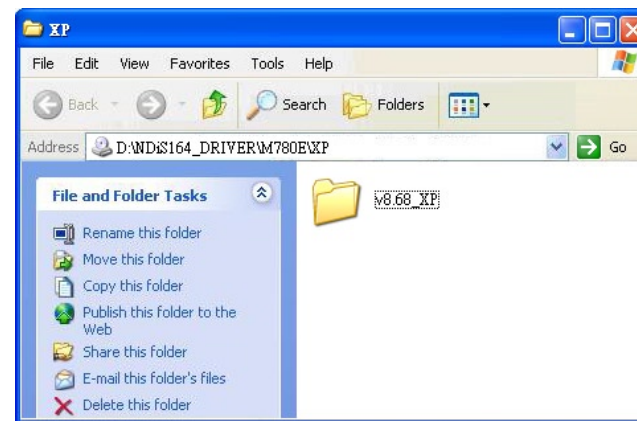 XP
File Edit View Favorites Tools Help
Back Search Folders
Address D:\NDiS164_DRIVER\M780E\XP Go
File and Folder Tasks
v8.68_XP
Rename this folder
Move this folder
Copy this folder
Publish this folder to the
Web
Share this folder
E-mail this folder's files
Delete this folder